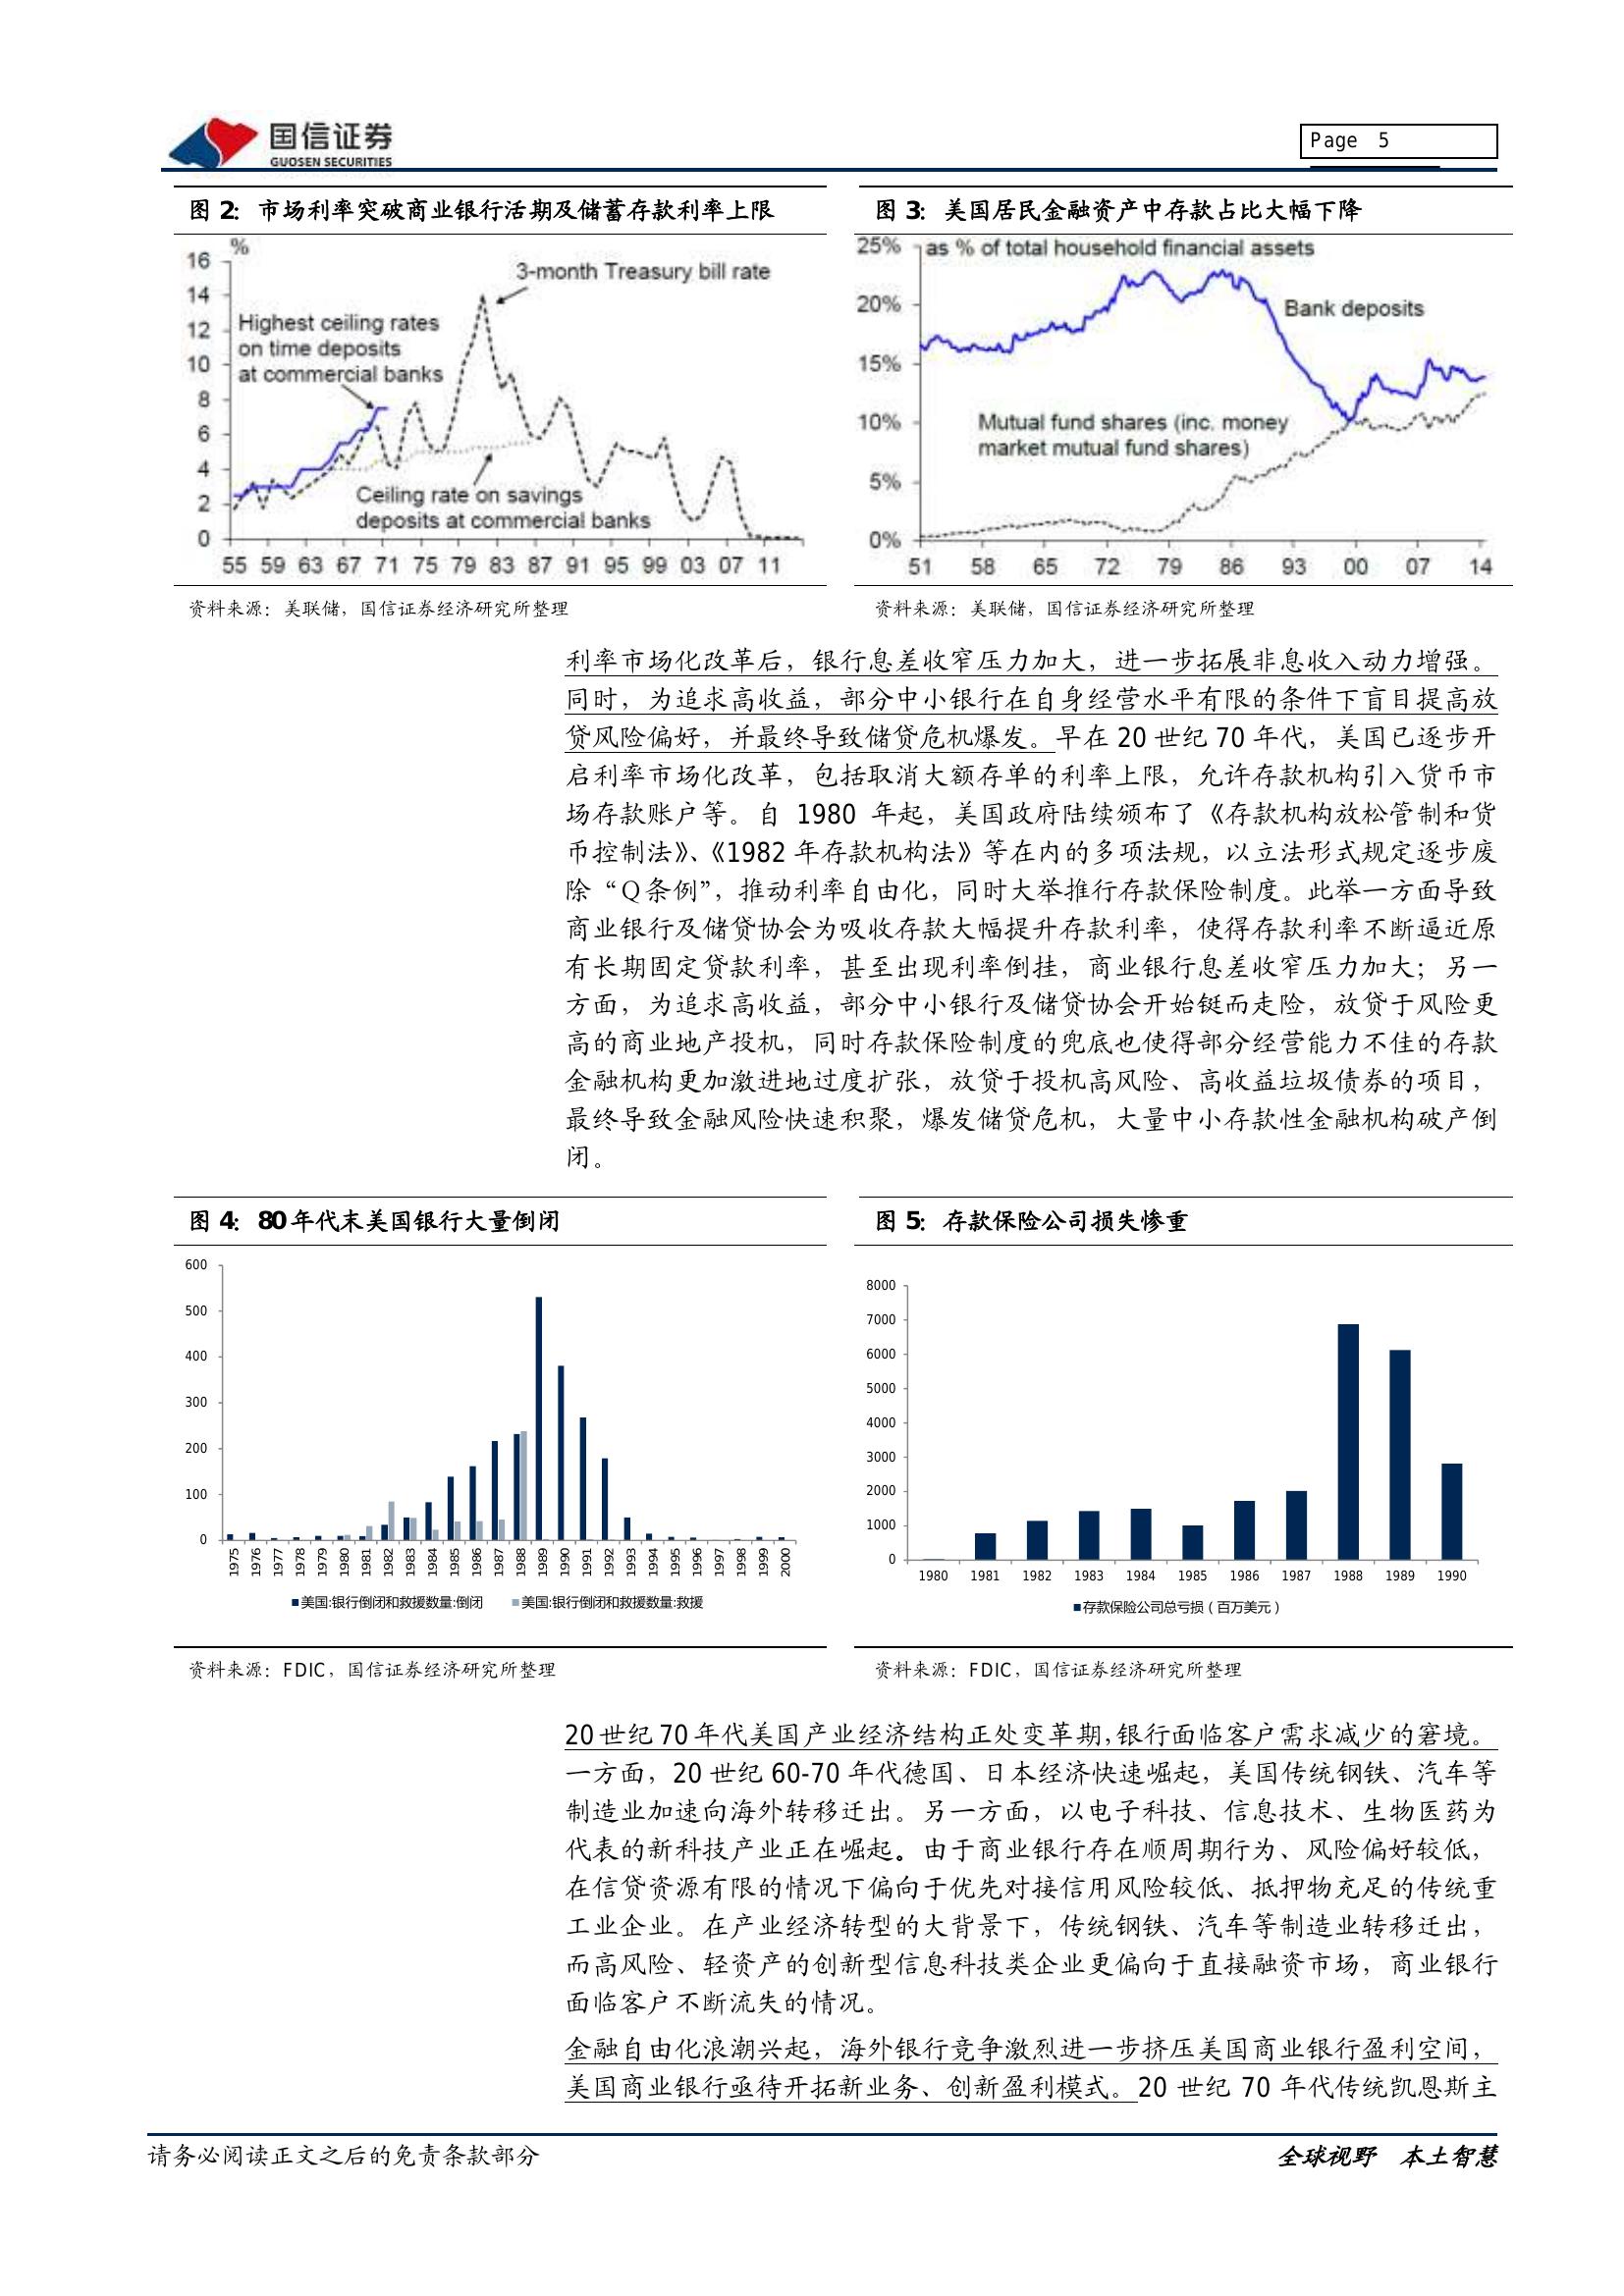 国信证券
GUOSEN SECURITIES
Page 5
图 2：市场利率突破商业银行活期及储蓄存款利率上限
%
16
14
12
10
8
6
4
2
0
3-month Treasury bill rate
Highest ceiling rates
on time deposits
at commercial banks
Ceiling rate on savings
deposits at commercial banks
55 59 63 67 71 75 79 83 87 91 95 99 03 07 11
资料来源：美联储，国信证券经济研究所整理
图 3：美国居民金融资产中存款占比大幅下降
25%
20%
15%
10%
5%
0%
as % of total household financial assets
Bank deposits
Mutual fund shares (inc. money
market mutual fund shares)
51 58 65 72 79 86 93 00 07 14
资料来源：美联储，国信证券经济研究所整理
利率市场化改革后，银行息差收窄压力加大，进一步拓展非息收入动力增强。
同时，为追求高收益，部分中小银行在自身经营水平有限的条件下盲目提高放
贷风险偏好，并最终导致储贷危机爆发。早在 20 世纪 70 年代，美国已逐步开
启利率市场化改革，包括取消大额存单的利率上限，允许存款机构引入货币市
场存款账户等。自 1980 年起，美国政府陆续颁布了《存款机构放松管制和货
币控制法》、《1982 年存款机构法》等在内的多项法规，以立法形式规定逐步废
除“Q条例”，推动利率自由化，同时大举推行存款保险制度。此举一方面导致
商业银行及储贷协会为吸收存款大幅提升存款利率，使得存款利率不断逼近原
有长期固定贷款利率，甚至出现利率倒挂，商业银行息差收窄压力加大；另一
方面，为追求高收益，部分中小银行及储贷协会开始铤而走险，放贷于风险更
高的商业地产投机，同时存款保险制度的兜底也使得部分经营能力不佳的存款
金融机构更加激进地过度扩张，放贷于投机高风险、高收益垃圾债券的项目，
最终导致金融风险快速积聚，爆发储贷危机，大量中小存款性金融机构破产倒
闭。
图 4：80 年代末美国银行大量倒闭
600
500
400
300
200
100
0
1975 1976 1977 1978 1979 1980 1981 1982 1983 1984 1985 1986 1987 1988 1989 1990 1991 1992 1993 1994 1995 1996 1997 1998 1999 2000
美国:银行倒闭和救援数量:倒闭 美国:银行倒闭和救援数量:救援
资料来源：FDIC，国信证券经济研究所整理
图 5：存款保险公司损失惨重
8000
7000
6000
5000
4000
3000
2000
1000
0
1980 1981 1982 1983 1984 1985 1986 1987 1988 1989 1990
存款保险公司总亏损（百万美元）
资料来源：FDIC，国信证券经济研究所整理
20 世纪 70 年代美国产业经济结构正处变革期，银行面临客户需求减少的窘境。
一方面，20 世纪 60-70 年代德国、日本经济快速崛起，美国传统钢铁、汽车等
制造业加速向海外转移迁出。另一方面，以电子科技、信息技术、生物医药为
代表的新科技产业正在崛起。由于商业银行存在顺周期行为、风险偏好较低，
在信贷资源有限的情况下偏向于优先对接信用风险较低、抵押物充足的传统重
工业企业。在产业经济转型的大背景下，传统钢铁、汽车等制造业转移迁出，
而高风险、轻资产的创新型信息科技类企业更偏向于直接融资市场，商业银行
面临客户不断流失的情况。
金融自由化浪潮兴起，海外银行竞争激烈进一步挤压美国商业银行盈利空间，
美国商业银行亟待开拓新业务、创新盈利模式。20 世纪 70 年代传统凯恩斯主
请务必阅读正文之后的免责条款部分
全球视野 本土智慧